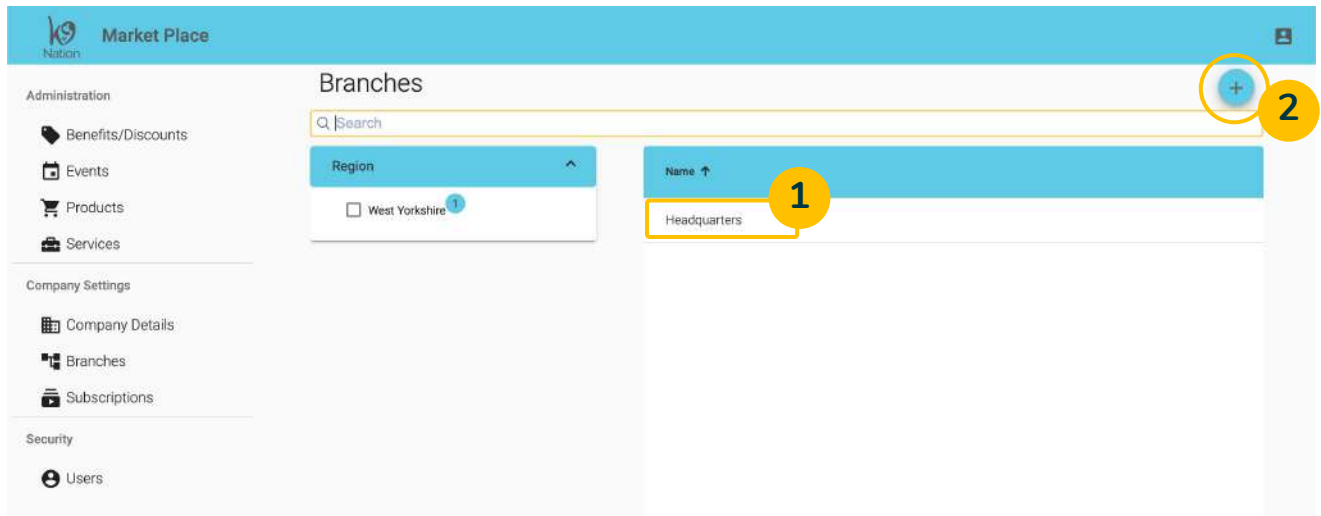 K9
Nation
Market Place
Administration
Benefits/Discounts
Events
Products
Services
Company Settings
Company Details
Branches
Subscriptions
Security
Users
Branches
+
2
Search
Region
West Yorkshire 1
Name ↑
1
Headquarters